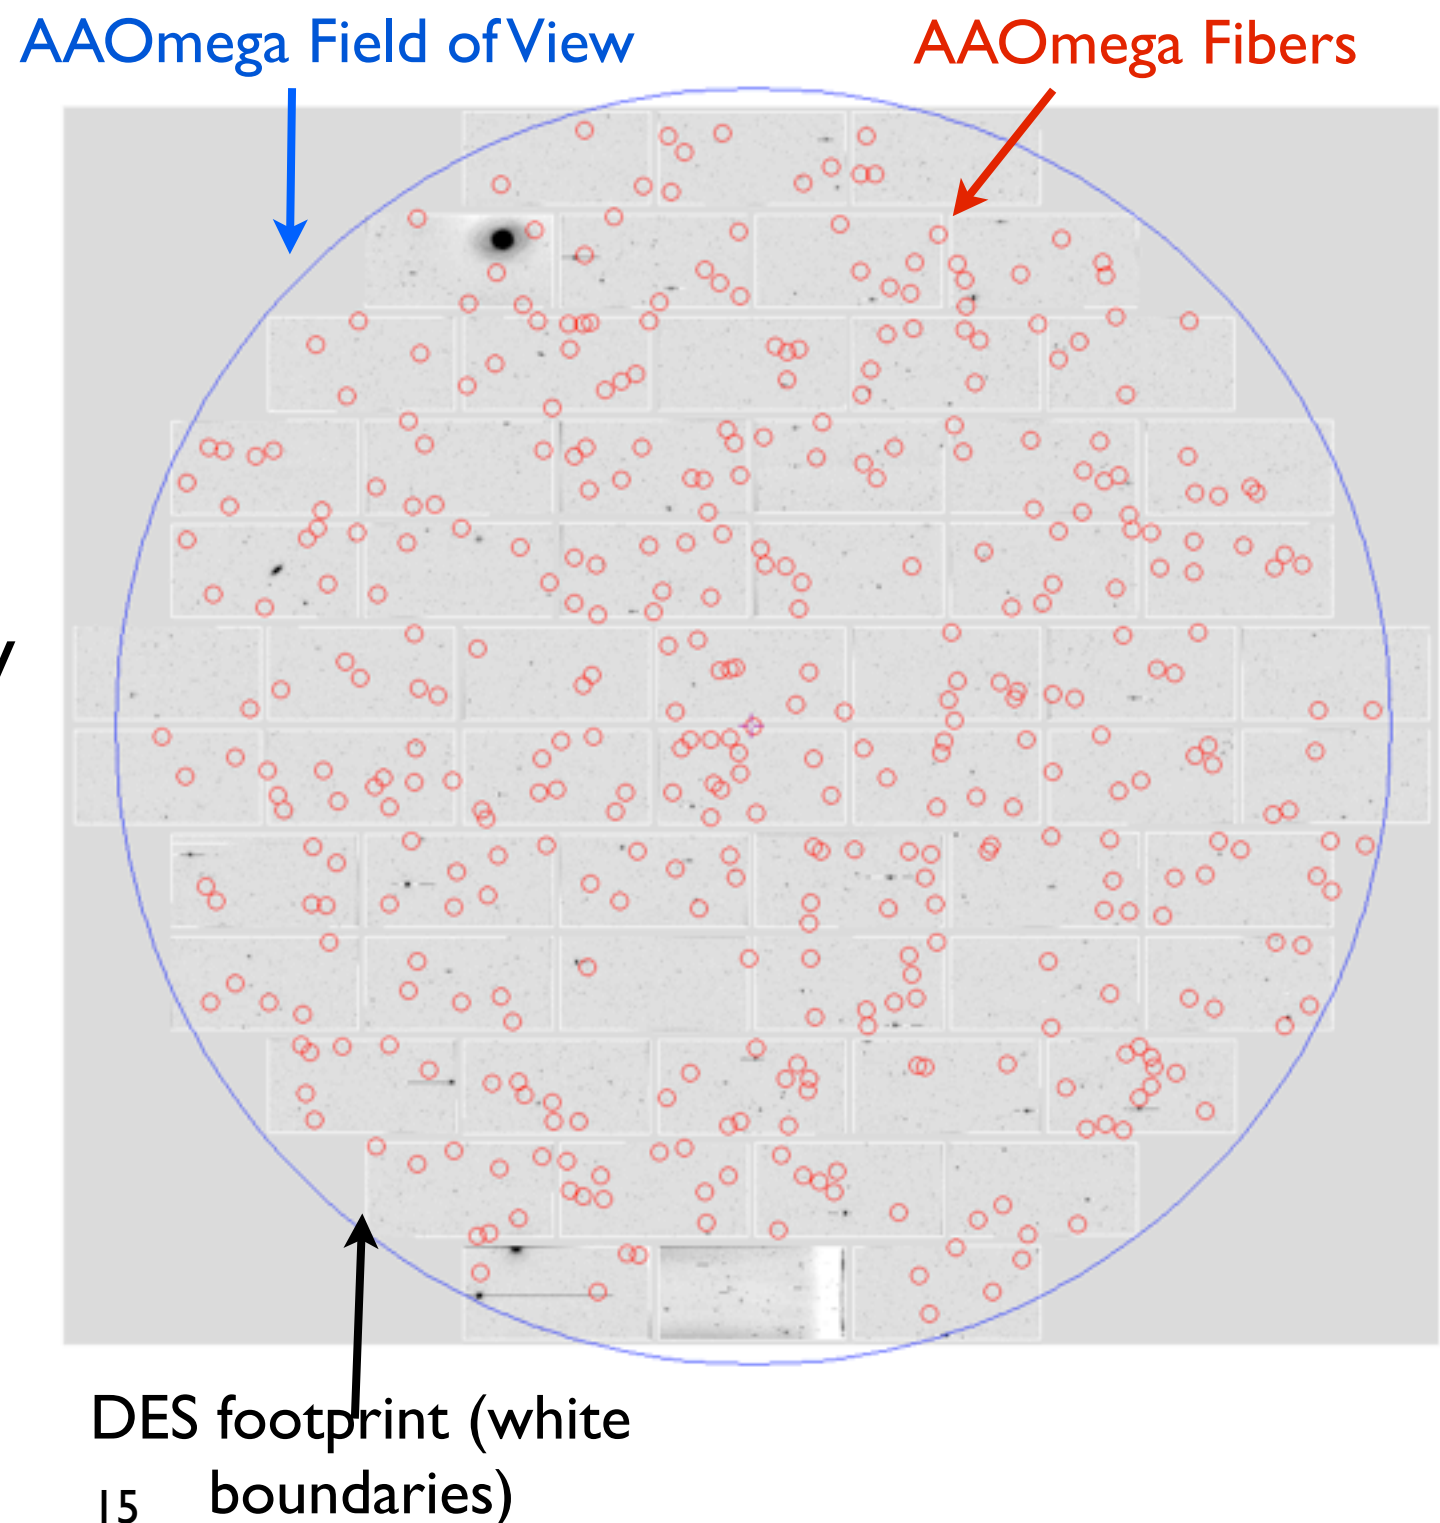 AAOmega Field of View
AAOmega Fibers
y
DES footprint (white
boundaries)
15